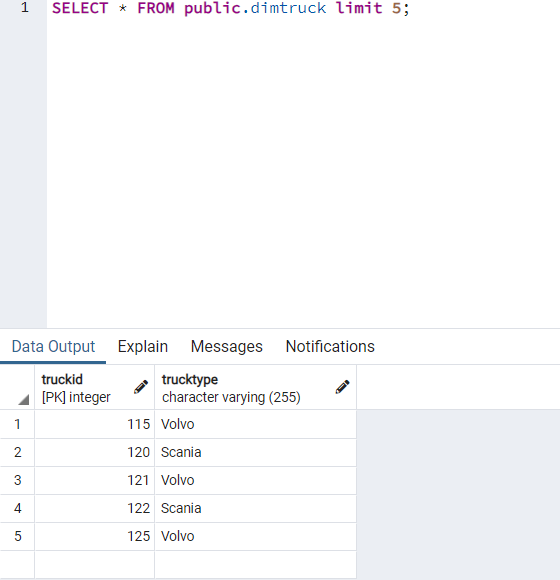 1 SELECT * FROM public.dimtruck limit 5;
Data Output Explain Messages Notifications
truckid trucktype
[PK] integer character varying (255)
1 115 Volvo
2 120 Scania
3 121 Volvo
4 122 Scania
5 125 Volvo